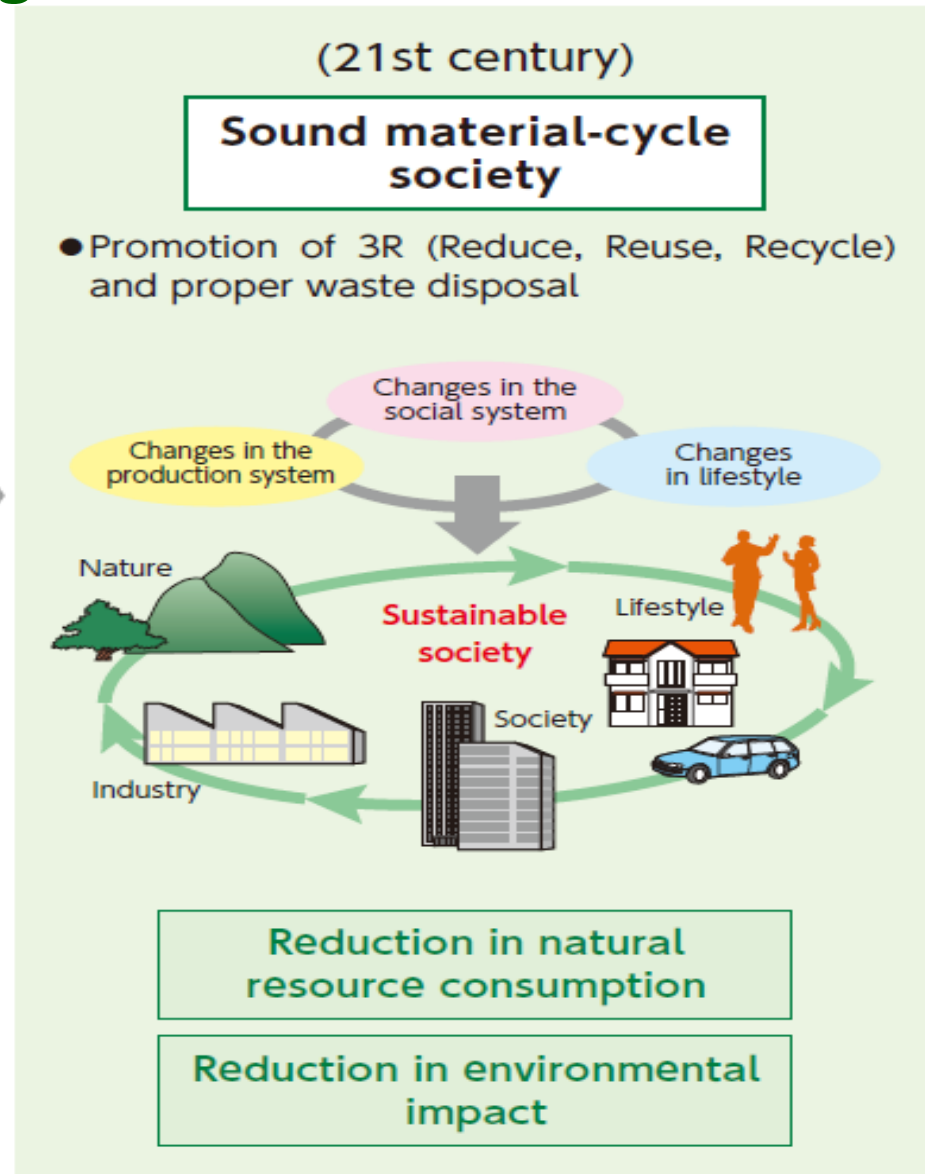 (21st century)
Sound material-cycle
society
●Promotion of 3R (Reduce, Reuse, Recycle)
and proper waste disposal
Changes in the
social system
Changes in the
production system
Changes
in lifestyle
Nature
Sustainable
society
Lifestyle
Society
Industry
Reduction in natural
resource consumption
Reduction in environmental
impact